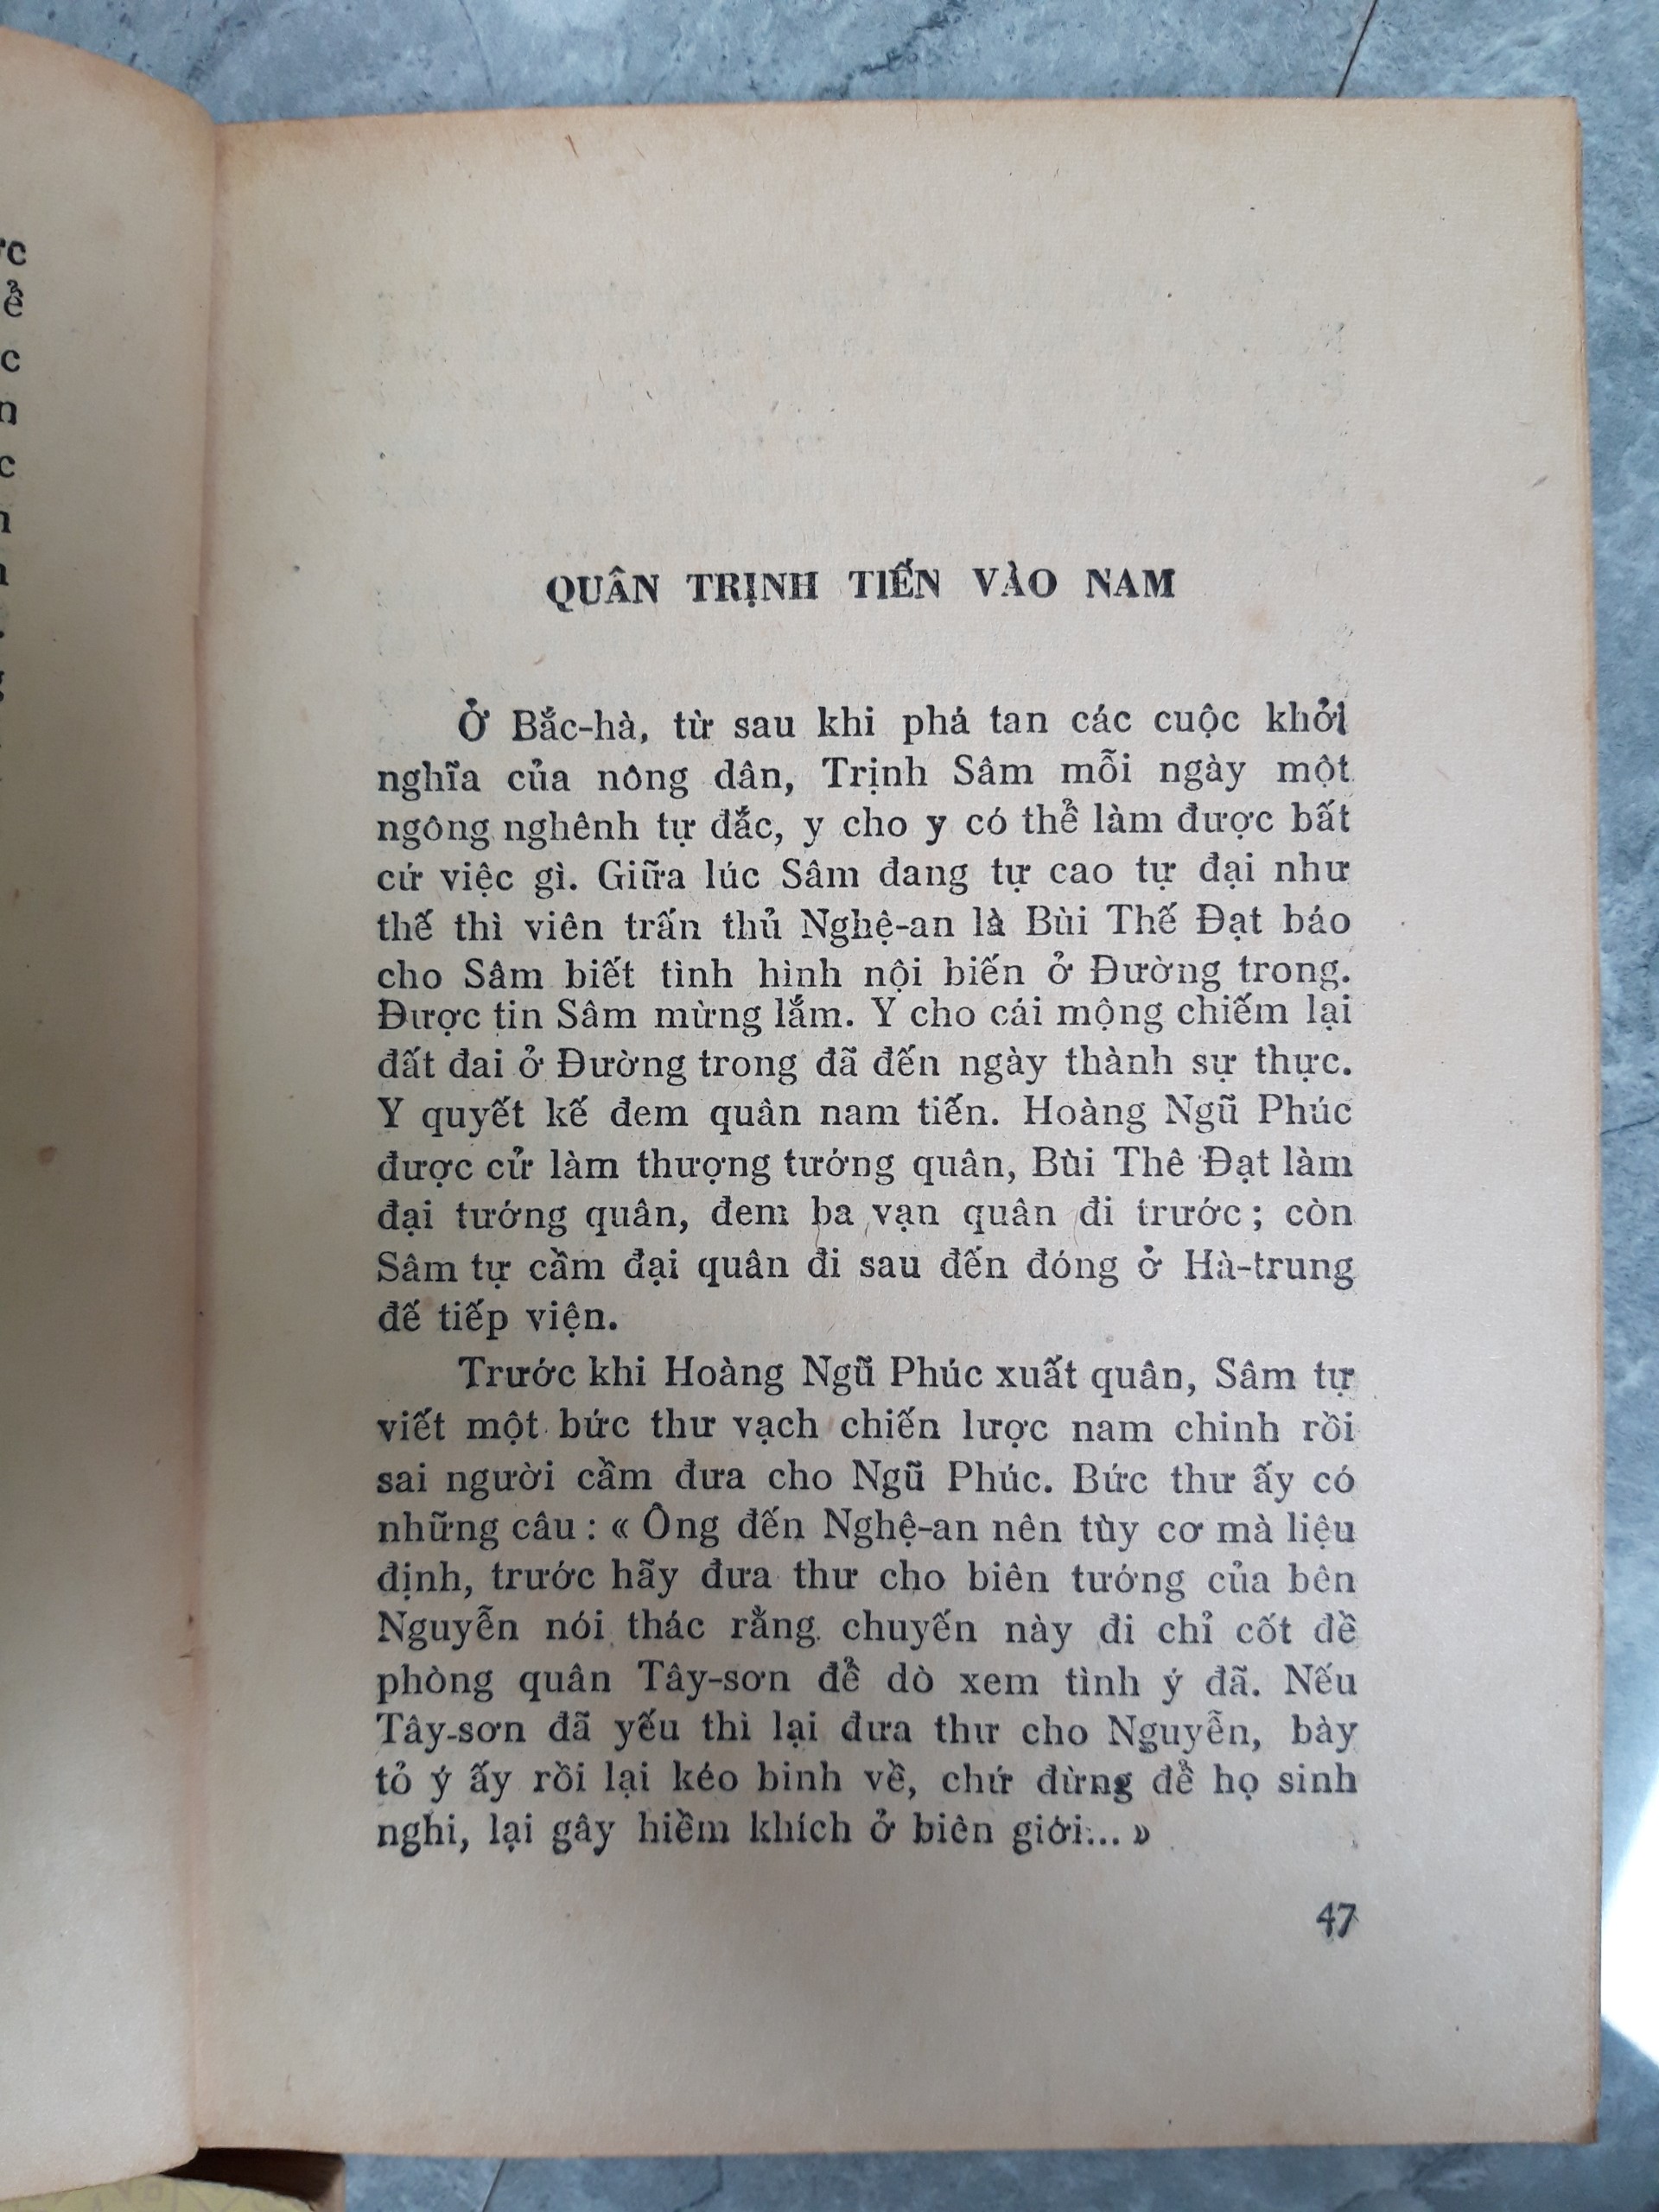 QUÂN TRỊNH TIẾN VÀO NAM
Ở Bắc-hà, từ sau khi phá tan các cuộc khởi
nghĩa của nông dân, Trịnh Sâm mỗi ngày một
ngông nghênh tự đắc, y cho y có thể làm được bất
cứ việc gì. Giữa lúc Sâm đang tự cao tự đại như
thế thì viên trấn thủ Nghệ-an là Bùi Thế Đạt báo
cho Sâm biết tình hình nội biến ở Đường trong.
Được tin Sâm mừng lắm. Y cho cái mộng chiếm lại
đất đai ở Đường trong đã đến ngày thành sự thực.
Y quyết kế đem quân nam tiến. Hoàng Ngũ Phúc
được cử làm thượng tướng quân, Bùi Thê Đạt làm
đại tướng quân, đem ba vạn quân đi trước ; còn
Sâm tự cầm đại quân đi sau đến đóng ở Hà-trung
đế tiếp viện.
Trước khi Hoàng Ngũ Phúc xuất quân, Sâm tự
viết một bức thư vạch chiến lược nam chinh rồi
sai người cầm đưa cho Ngũ Phúc. Bức thư ấy có
những câu : « Ông đến Nghệ-an nên tùy cơ mà liệu
định, trước hãy đưa thư cho biên tướng của bên
Nguyễn nói thác rằng chuyến này đi chỉ cốt đề
phòng quân Tây-sơn để dò xem tình ý đã. Nếu
Tây-sơn đã yếu thì lại đưa thư cho Nguyễn, bày
tỏ ý ấy rồi lại kéo binh về, chứ đừng để họ sinh
nghi, lại gây hiềm khích ở biên giới... »
47